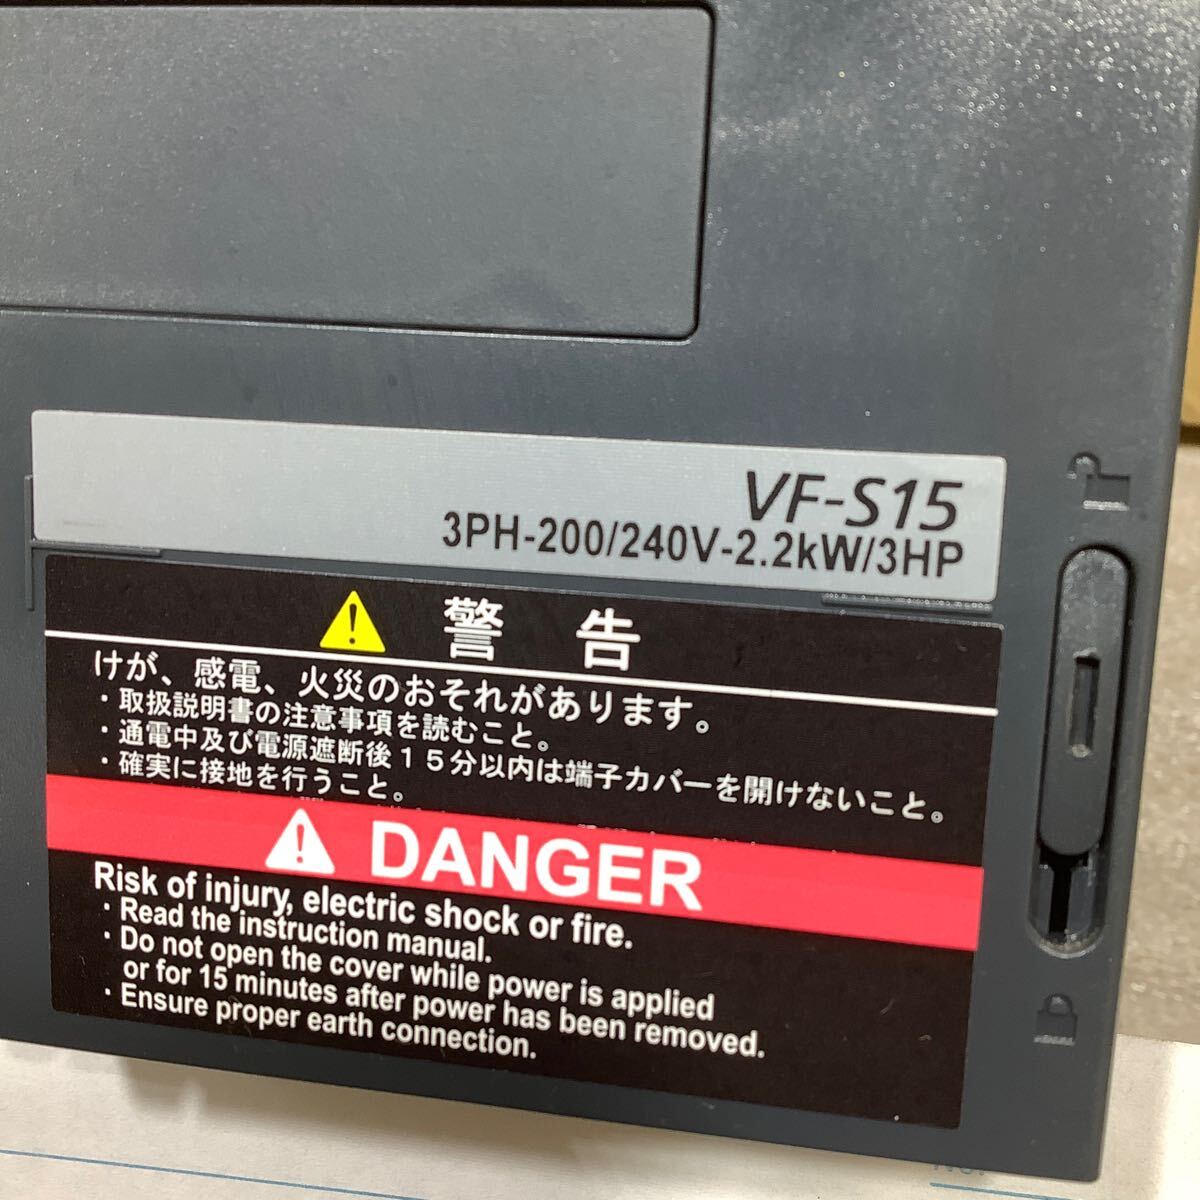 VF-S15
3PH-200/240V-2.2kW/3HP
警 告
けが、感電、火災のおそれがあります。
・取扱説明書の注意事項を読むこと。
・通電中及び電源遮断後15分以内は端子カバーを開けないこと。
・確実に接地を行うこと。
DANGER
Risk of injury, electric shock or fire.
・Read the instruction manual.
・Do not open the cover while power is applied
or for 15 minutes after power has been removed.
・Ensure proper earth connection.